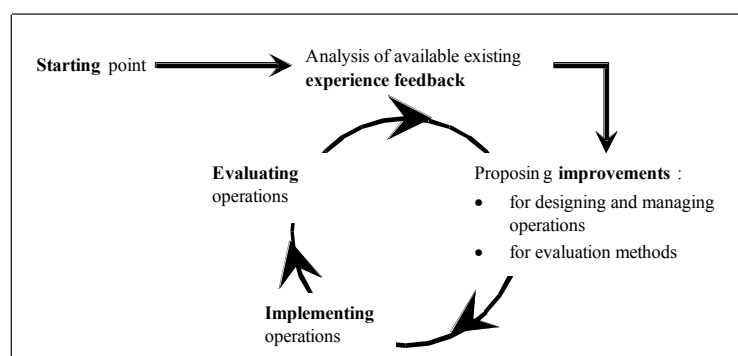 Starting point
Analysis of available existing
experience feedback
Evaluating
operations
Proposing improvements :
• for designing and managing
operations
• for evaluation methods
Implementing
operations